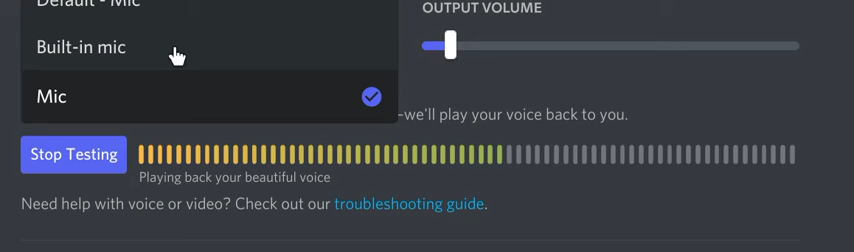 Default - Mic
OUTPUT VOLUME
Built-in mic
Mic
–we'll play your voice back to you.
Stop Testing
Playing back your beautiful voice
Need help with voice or video? Check out our troubleshooting guide.